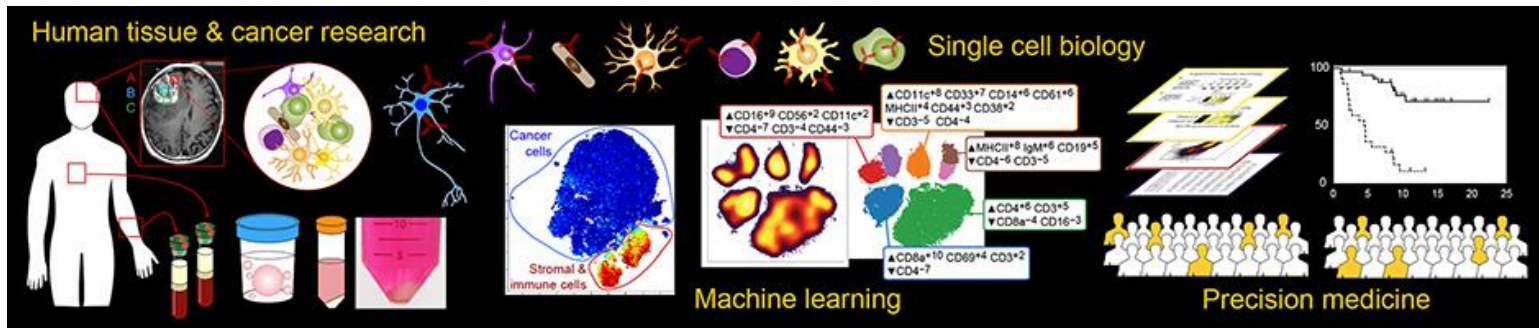 Human tissue & cancer research
A
B
C
10
5
Single cell biology
Cancer
cells
Stromal &
immune cells
▲CD16+9 CD56+2 CD11c+2
▼CD4-7 CD3-4 CD44-3
▲CD11c+8 CD33+7 CD14+6 CD61+6
MHCII+4 CD44+3 CD38+2
▼CD3-5 CD4-4
▲MHCII+8 IgM+6 CD19+5
▼CD4-6 CD3-5
▲CD4+6 CD3+5
▼CD8a-4 CD16-3
▲CD8a+10 CD69+4 CD3+2
▼CD4-7
Machine learning
100
50
0
0 5 10 15 20 25
Precision medicine